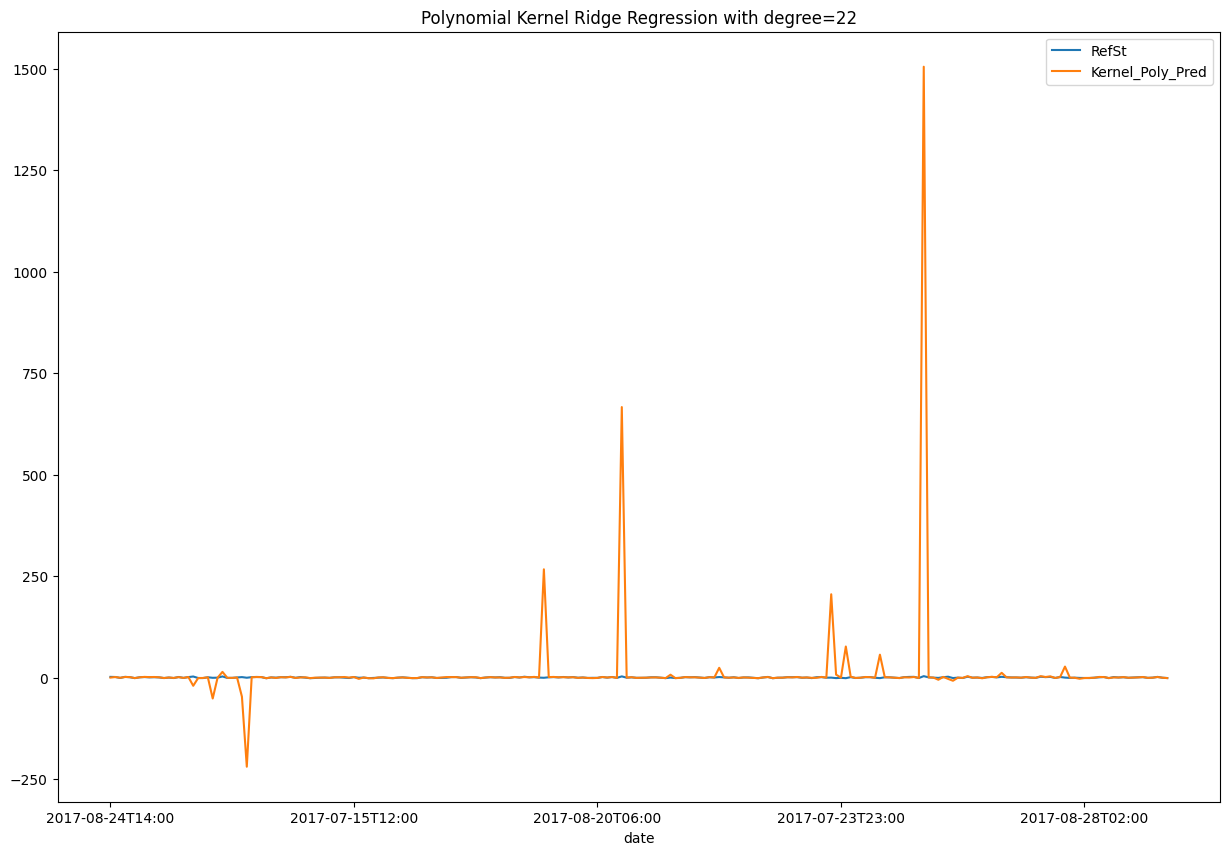 Polynomial Kernel Ridge Regression with degree=22
RefSt
Kernel_Poly_Pred
1500
1250
1000
750
500
250
0
−250
2017-08-24T14:00
2017-07-15T12:00
2017-08-20T06:00
2017-07-23T23:00
2017-08-28T02:00
date